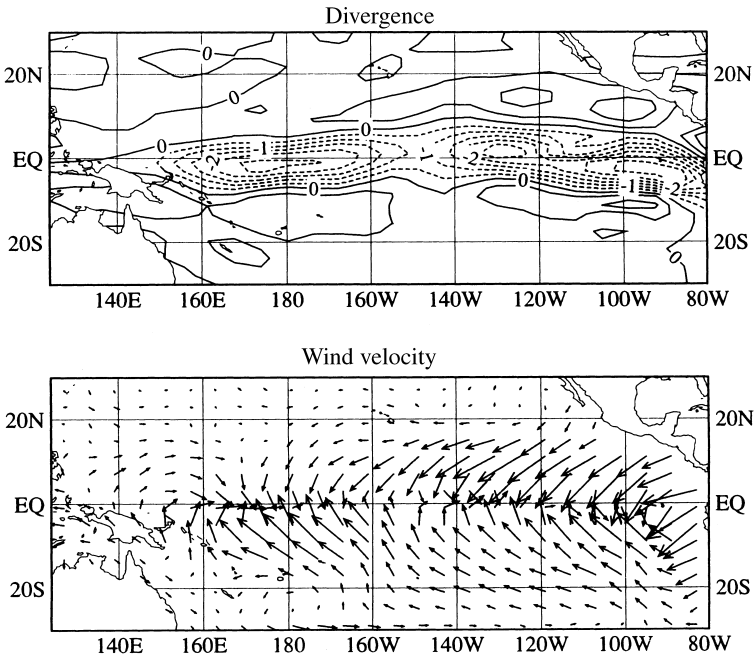 Divergence
20N 0 20N
0
0 0
EQ -2 -1 -1 -2 EQ
0 0 -1 -2
20S 20S
0
140E 160E 180 160W 140W 120W 100W 80W
Wind velocity
20N 20N
EQ EQ
20S 20S
140E 160E 180 160W 140W 120W 100W 80W